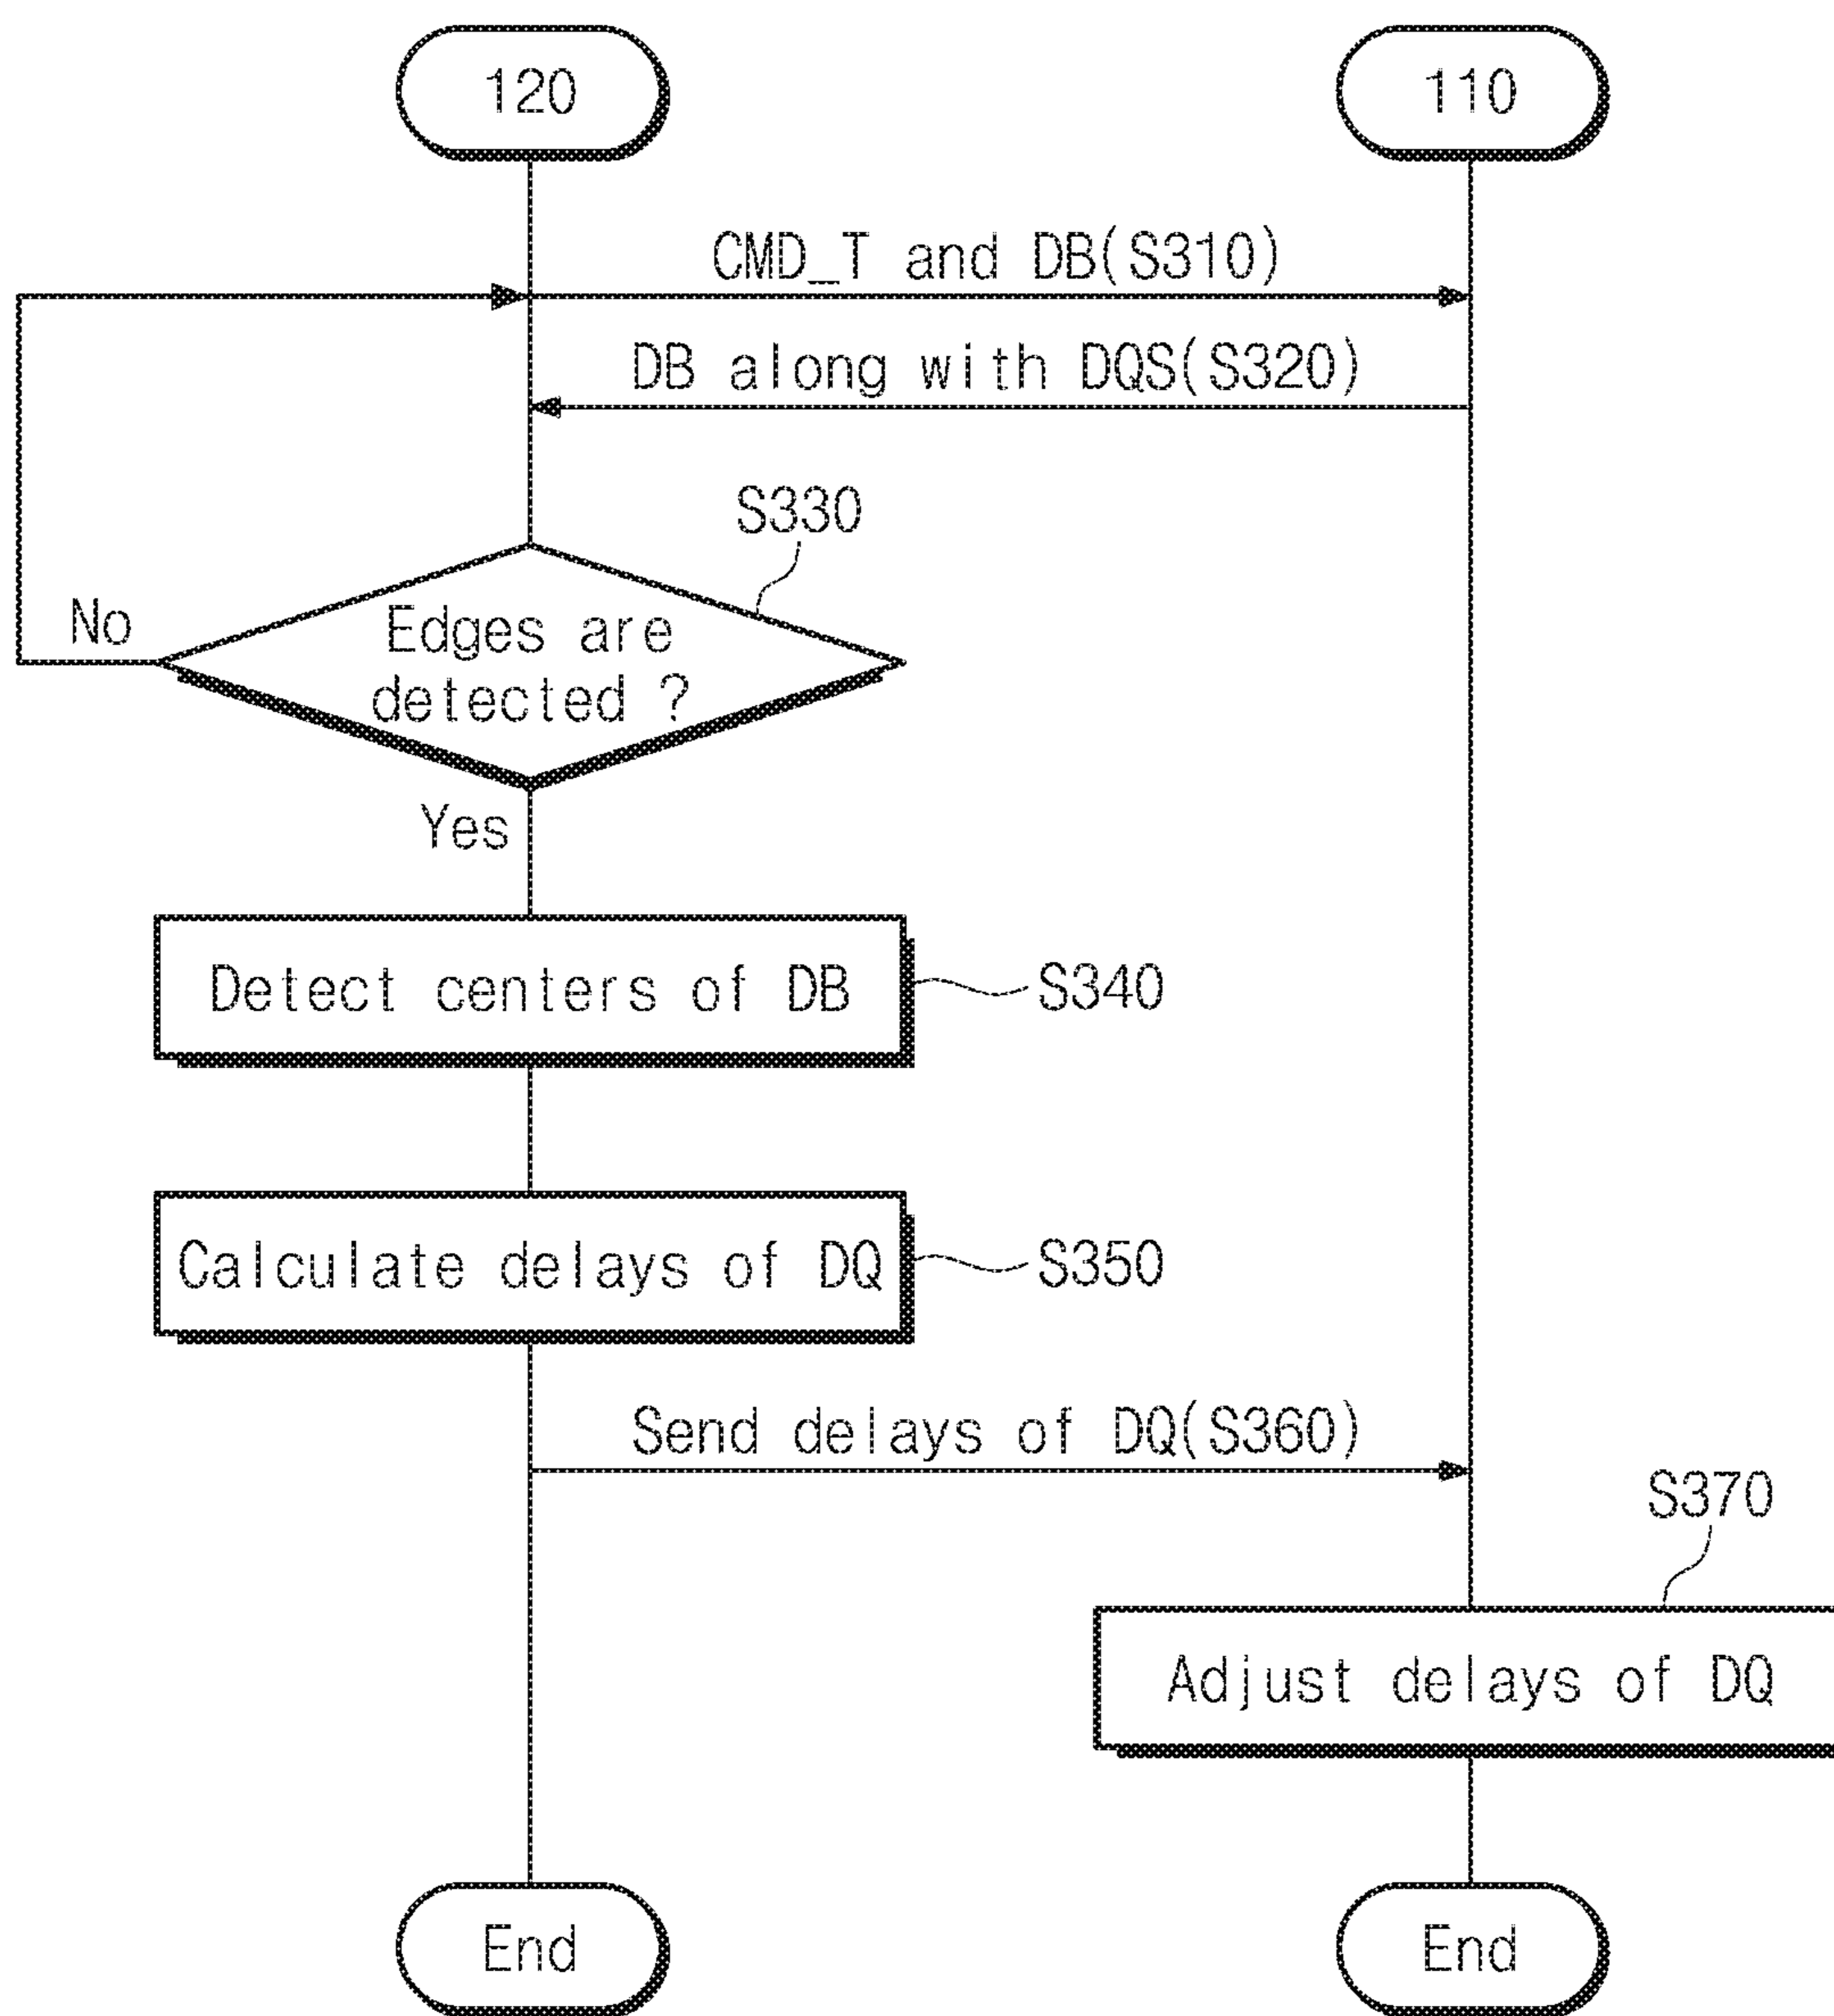 120
110
CMD_T and DB(S310)
DB along with DQS(S320)
S330
No
Edges are
detected ?
Yes
Detect centers of DB
S340
Calculate delays of DQ
S350
Send delays of DQ(S360)
S370
Adjust delays of DQ
End
End